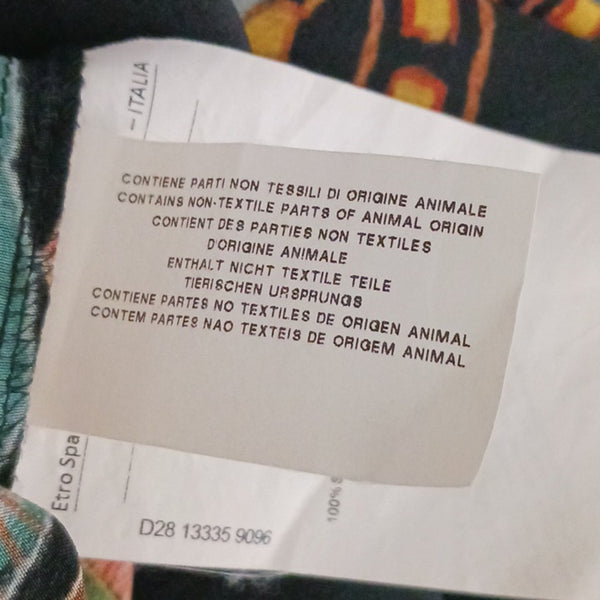 – ITALIA
CONTIENE PARTI NON TESSILI DI ORIGINE ANIMALE
CONTAINS NON-TEXTILE PARTS OF ANIMAL ORIGIN
CONTIENT DES PARTIES NON TEXTILES
D'ORIGINE ANIMALE
ENTHALT NICHT TEXTILE TEILE
TIERISCHEN URSPRUNGS
CONTIENE PARTES NO TEXTILES DE ORIGEN ANIMAL
CONTEM PARTES NAO TEXTEIS DE ORIGEM ANIMAL
Etro Spa
100%
D28 13335 9096